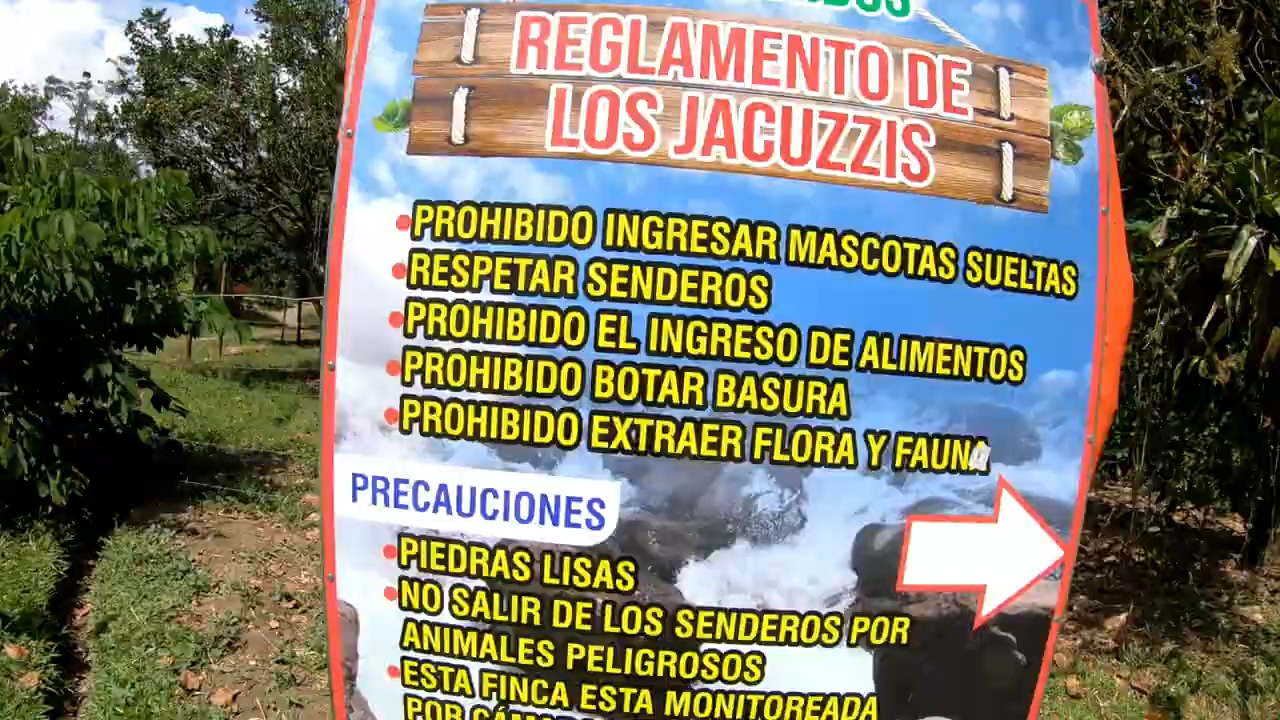 REGLAMENTO DE
LOS JACUZZIS
•PROHIBIDO INGRESAR MASCOTAS SUELTAS
•RESPETAR SENDEROS
•PROHIBIDO EL INGRESO DE ALIMENTOS
•PROHIBIDO BOTAR BASURA
•PROHIBIDO EXTRAER FLORA Y FAUNA
PRECAUCIONES
•PIEDRAS LISAS
•NO SALIR DE LOS SENDEROS POR
ANIMALES PELIGROSOS
•ESTA FINCA ESTA MONITOREADA
POR